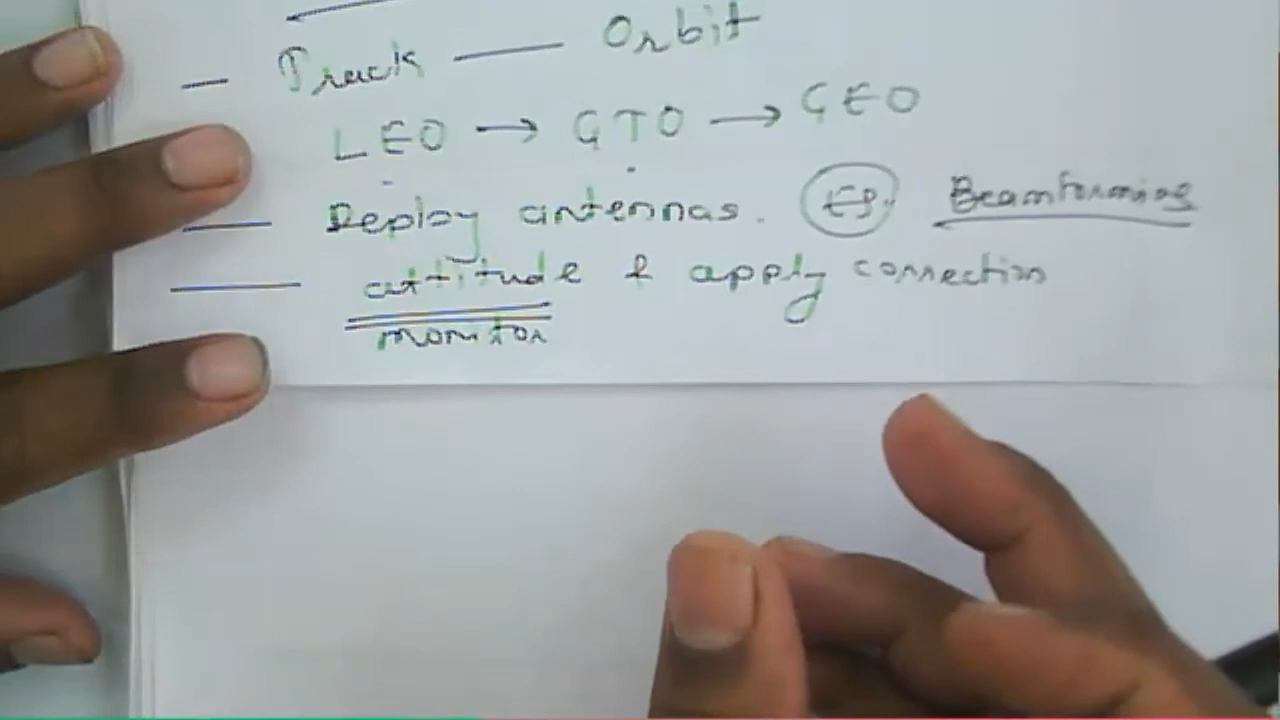 — Track — Orbit
LEO → GTO → GEO
— Deploy antennas. Eg. Beamforming
— attitude & apply correction
monitor